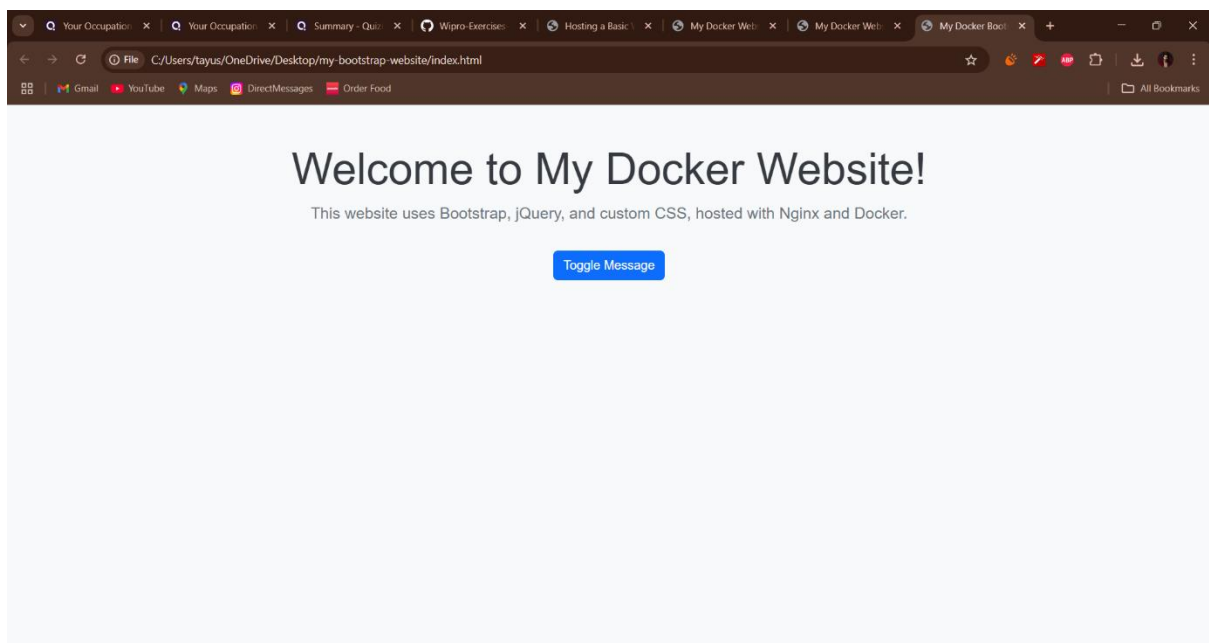 Your Occupation Your Occupation Summary - Quiz Wipro-Exercises Hosting a Basic My Docker Web My Docker Web My Docker Boot
File C:/Users/tayus/OneDrive/Desktop/my-bootstrap-website/index.html ABP
Gmail YouTube Maps DirectMessages Order Food All Bookmarks
Welcome to My Docker Website!
This website uses Bootstrap, jQuery, and custom CSS, hosted with Nginx and Docker.
Toggle Message